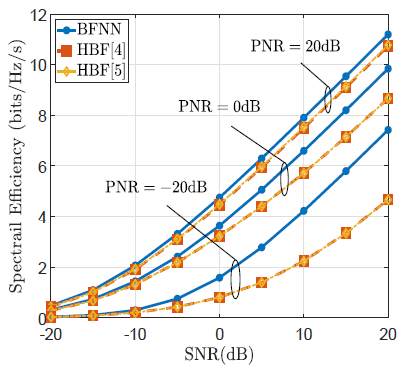 12
10
8
6
4
2
0
Spectrail Efficiency (bits/Hz/s)
BFNN
HBF[4]
HBF[5]
PNR = 20dB
PNR = 0dB
PNR = −20dB
-20 -10 0 10 20
SNR(dB)